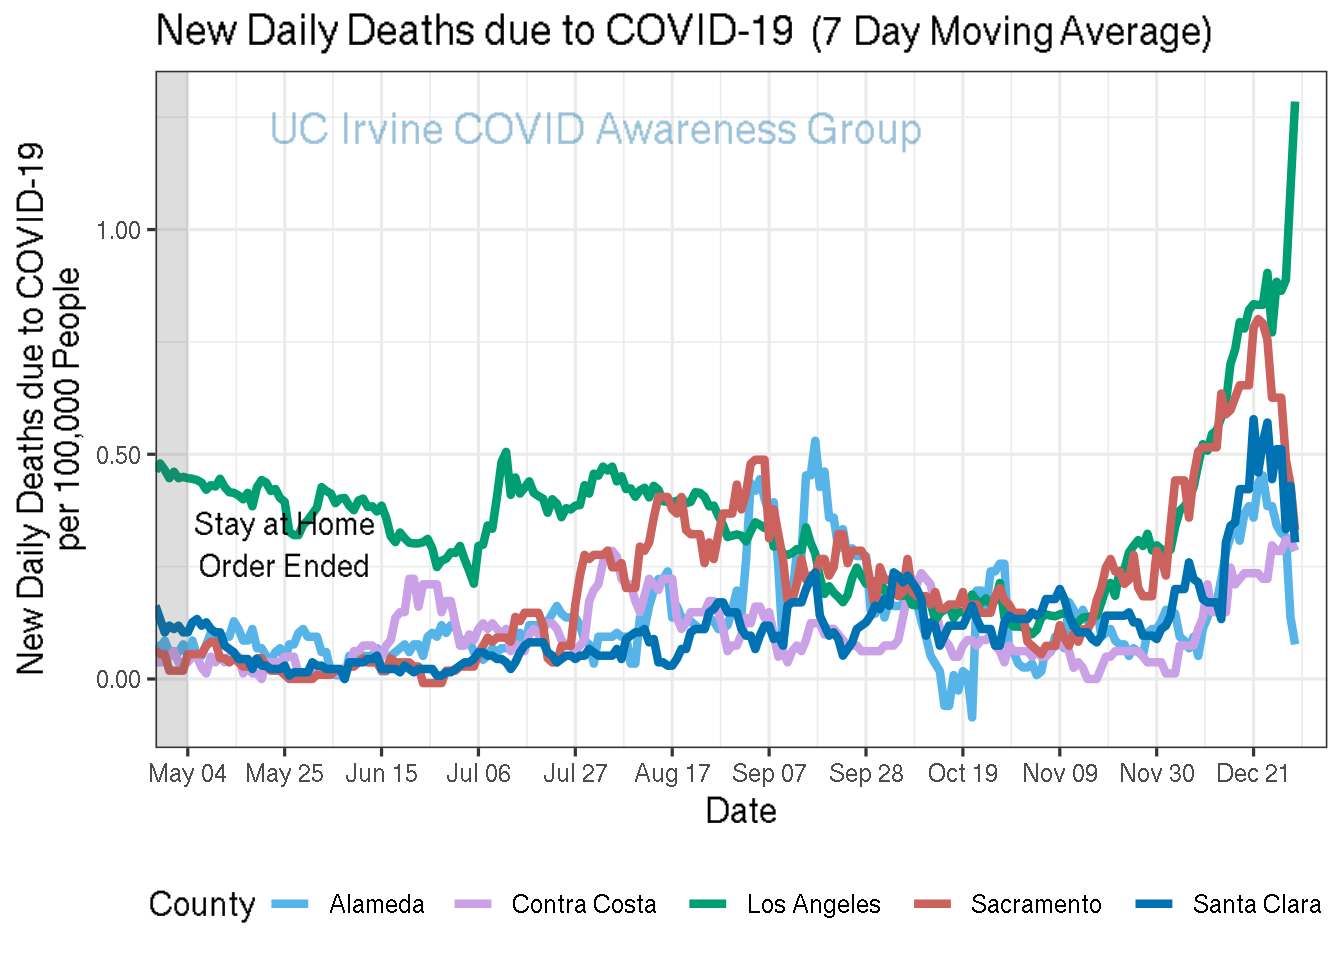 New Daily Deaths due to COVID-19 (7 Day Moving Average)
UC Irvine COVID Awareness Group
New Daily Deaths due to COVID-19
per 100,000 People
1.00
0.50
0.00
Stay at Home
Order Ended
May 04 May 25 Jun 15 Jul 06 Jul 27 Aug 17 Sep 07 Sep 28 Oct 19 Nov 09 Nov 30 Dec 21
Date
County Alameda Contra Costa Los Angeles Sacramento Santa Clara